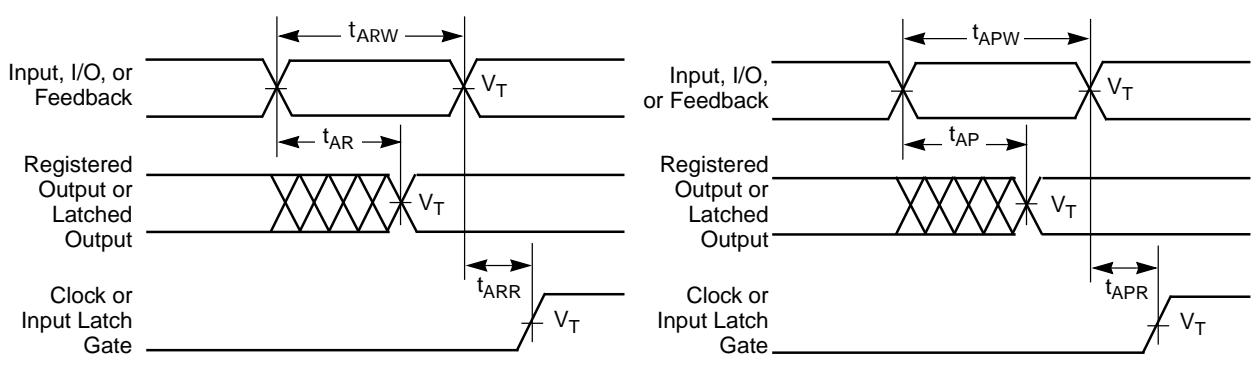 tARW
Input, I/O, or
Feedback
VT
tAR
Registered
Output or
Latched
Output
VT
tARR
Clock or
Input Latch
Gate
VT
tAPW
Input, I/O,
or Feedback
VT
tAP
Registered
Output or
Latched
Output
VT
tAPR
Clock or
Input Latch
Gate
VT